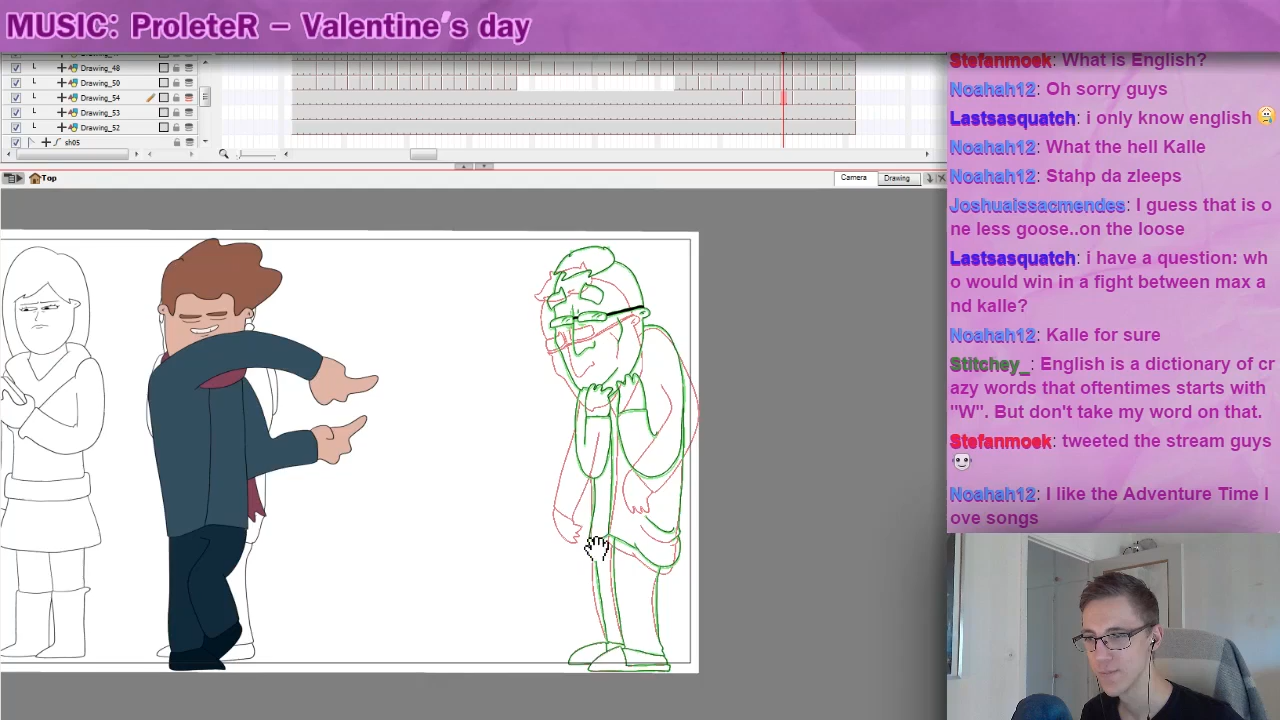 MUSIC: ProleteR – Valentine's day
Drawing_48
Drawing_50
Drawing_54
Drawing_53
Drawing_52
sh05
Top
Camera
Drawing
Stefanmoek: What is English?
Noahah12: Oh sorry guys
Lastsasquatch: i only know english
Noahah12: What the hell Kalle
Noahah12: Stahp da zleeps
Joshuaissacmendes: I guess that is o
ne less goose..on the loose
Lastsasquatch: i have a question: wh
o would win in a fight between max a
nd kalle?
Noahah12: Kalle for sure
Stitchey_: English is a dictionary of cr
azy words that oftentimes starts with
"W". But don't take my word on that.
Stefanmoek: tweeted the stream guys
Noahah12: I like the Adventure Time l
ove songs